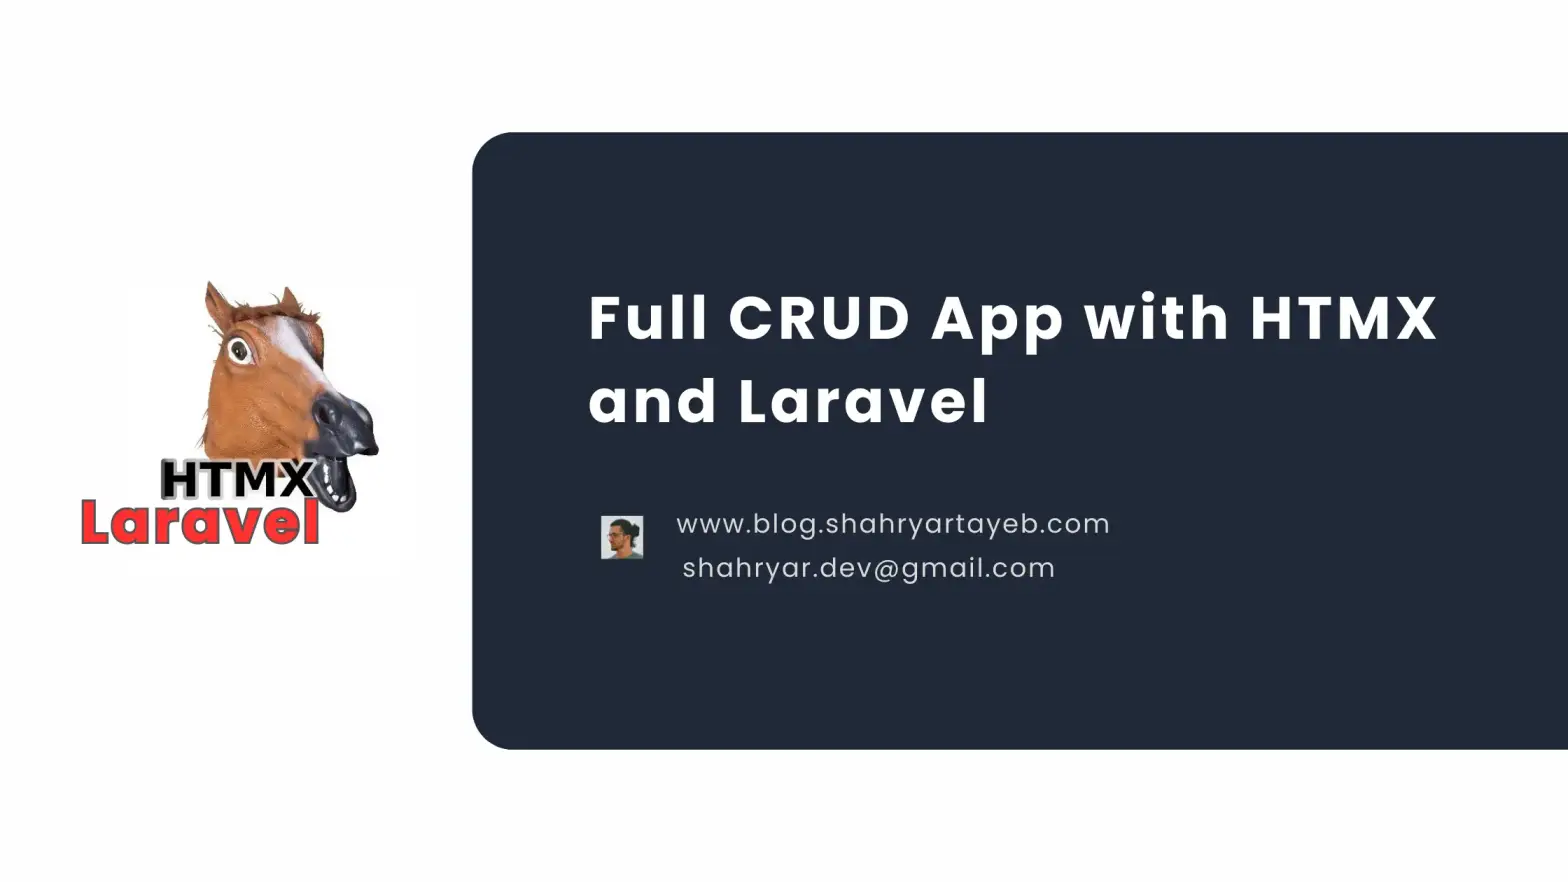 HTMX
Laravel
Full CRUD App with HTMX
and Laravel
www.blog.shahryartayeb.com
shahryar.dev@gmail.com